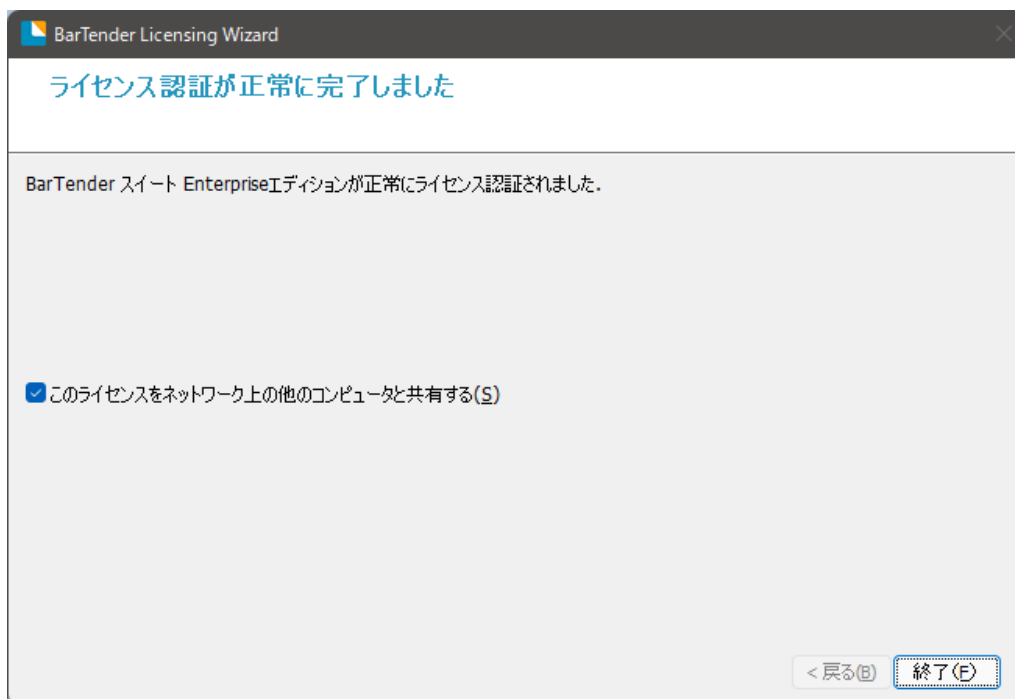 BarTender Licensing Wizard
ライセンス認証が正常に完了しました
BarTender スイート Enterpriseエディションが正常にライセンス認証されました.
このライセンスをネットワーク上の他のコンピュータと共有する(S)
< 戻る(B)
終了(F)